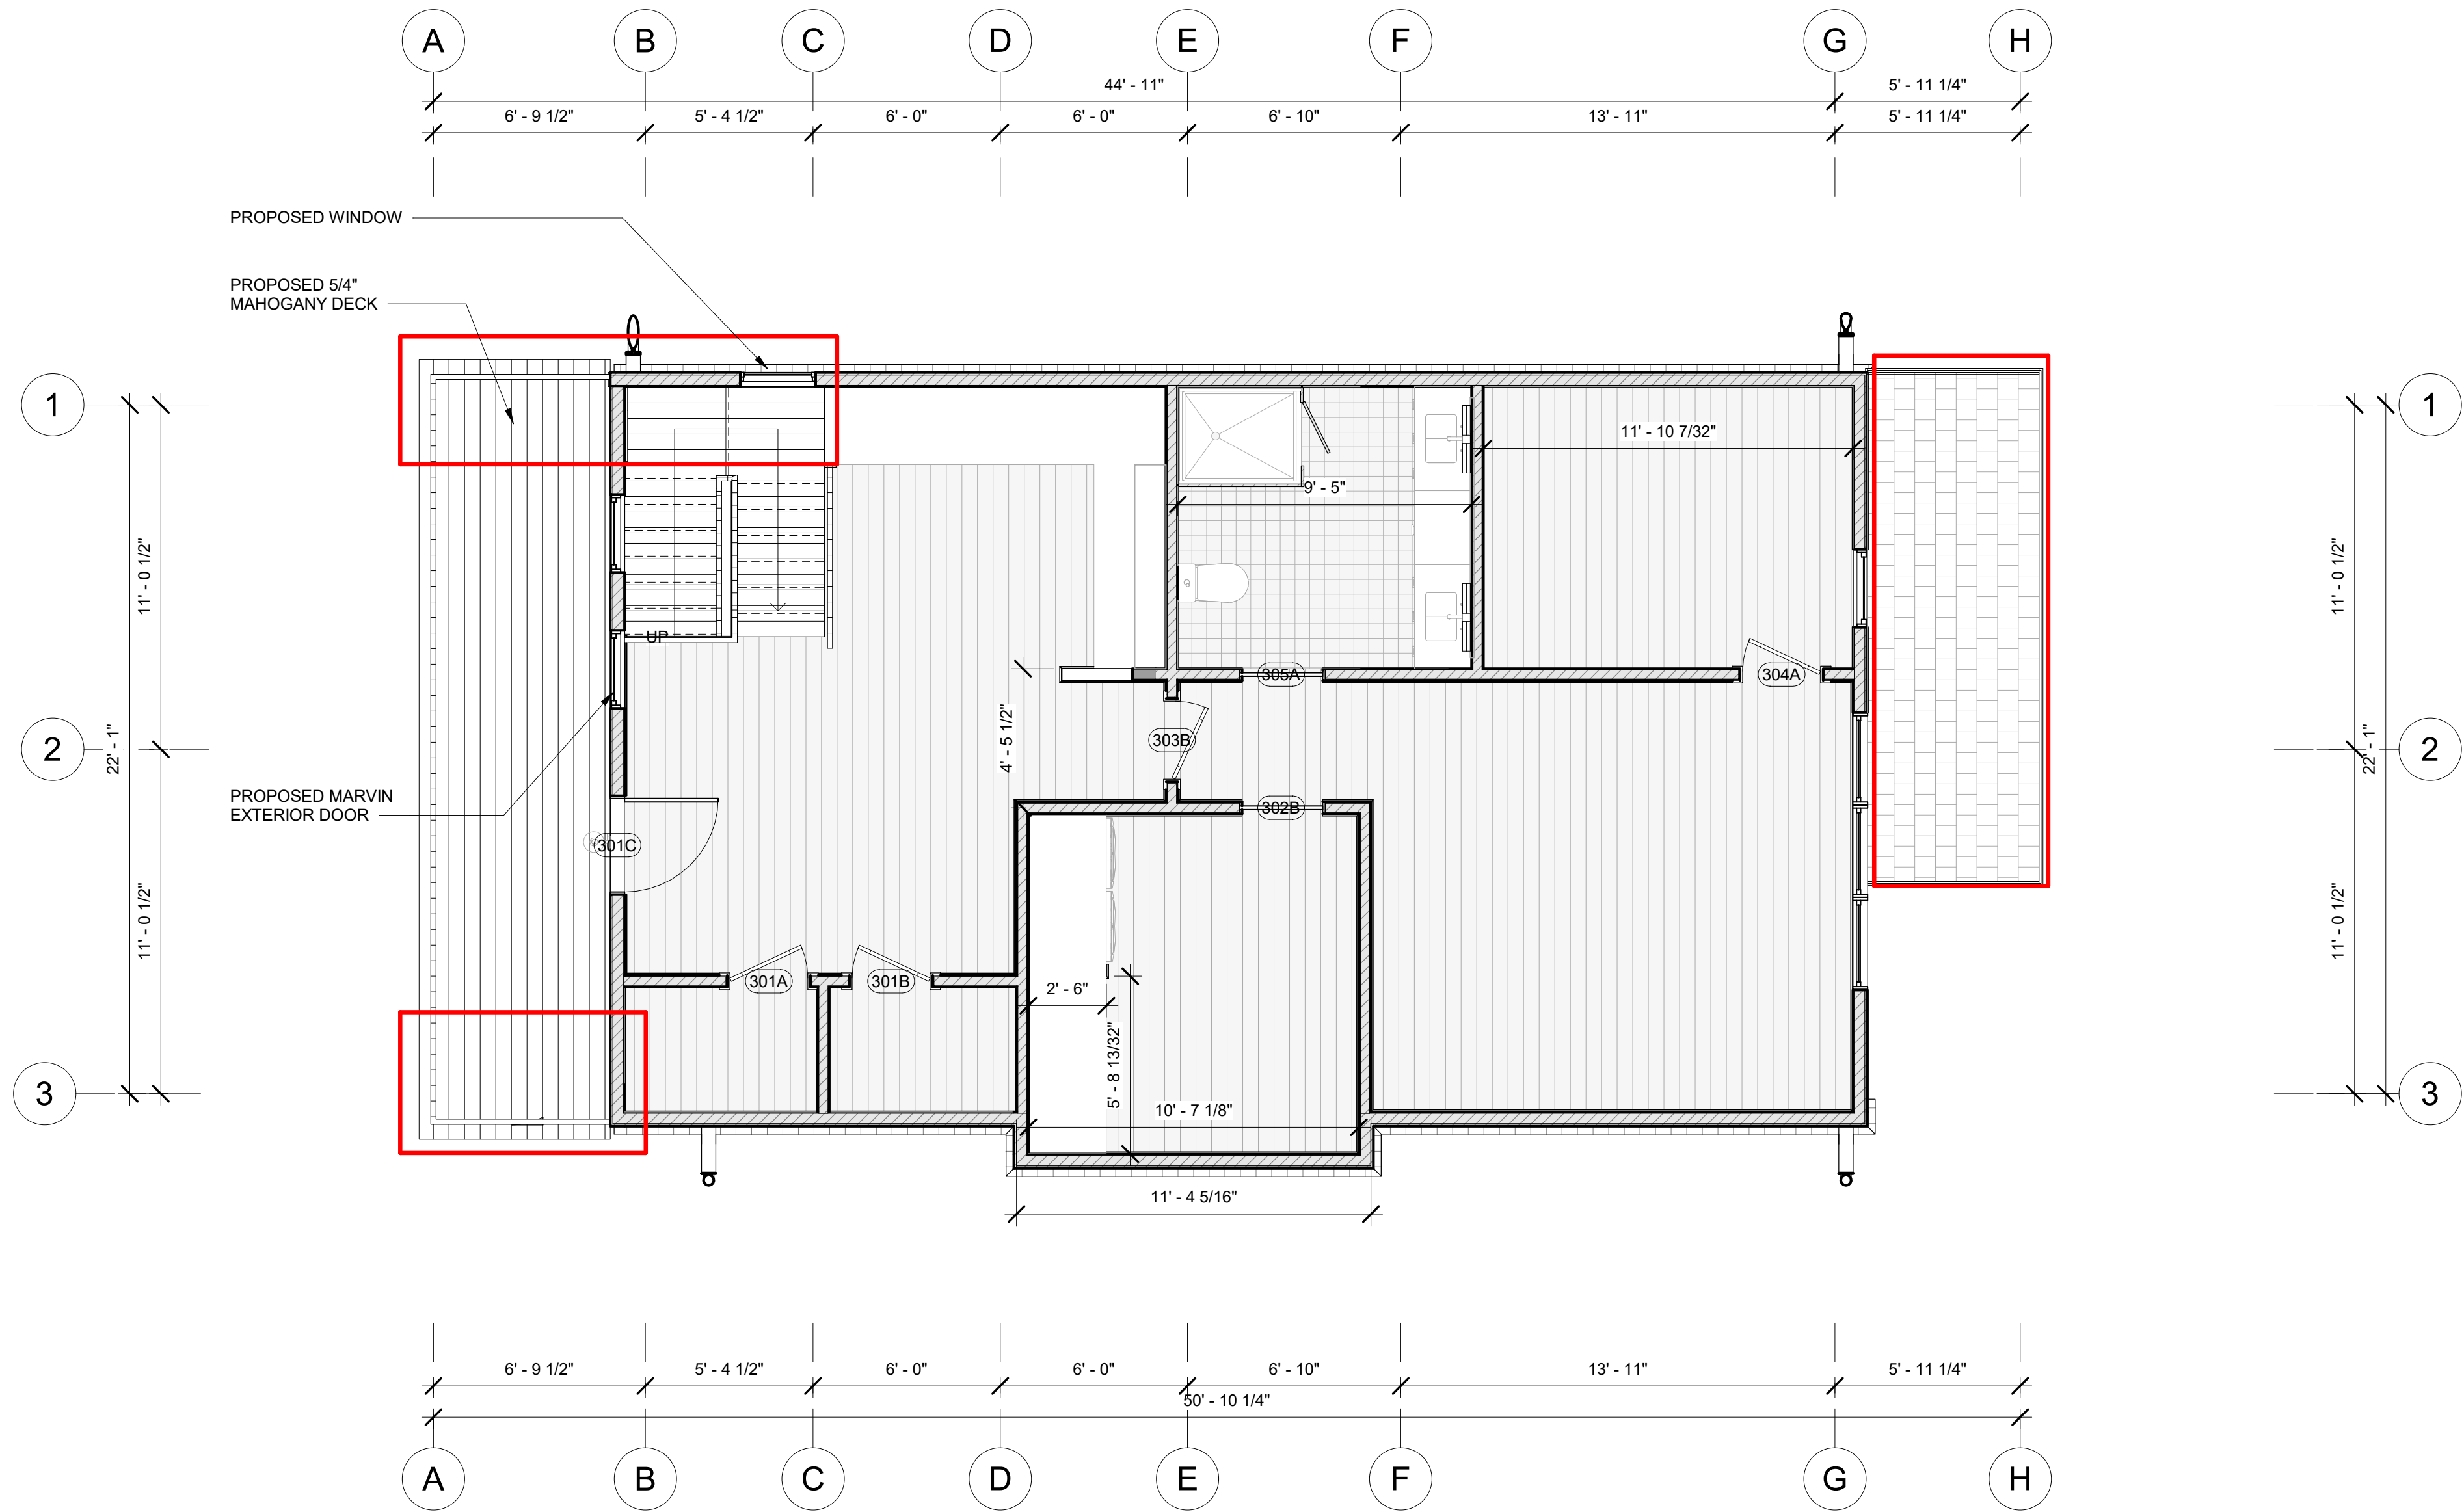 A B C D E F G H
44' - 11" 5' - 11 1/4"
6' - 9 1/2" 5' - 4 1/2" 6' - 0" 6' - 0" 6' - 10" 13' - 11" 5' - 11 1/4"
PROPOSED WINDOW
PROPOSED 5/4"
MAHOGANY DECK
1 1
11' - 10 7/32"
9' - 5"
11' - 0 1/2" 11' - 0 1/2"
UP
305A 304A
4' - 5 1/2"
303B
2 22' - 1" 22' - 1" 2
PROPOSED MARVIN
EXTERIOR DOOR
302B
301C
11' - 0 1/2" 11' - 0 1/2"
301A 301B
2' - 6"
5' - 8 13/32"
3 3
10' - 7 1/8"
11' - 4 5/16"
6' - 9 1/2" 5' - 4 1/2" 6' - 0" 6' - 0" 6' - 10" 13' - 11" 5' - 11 1/4"
50' - 10 1/4"
A B C D E F G H